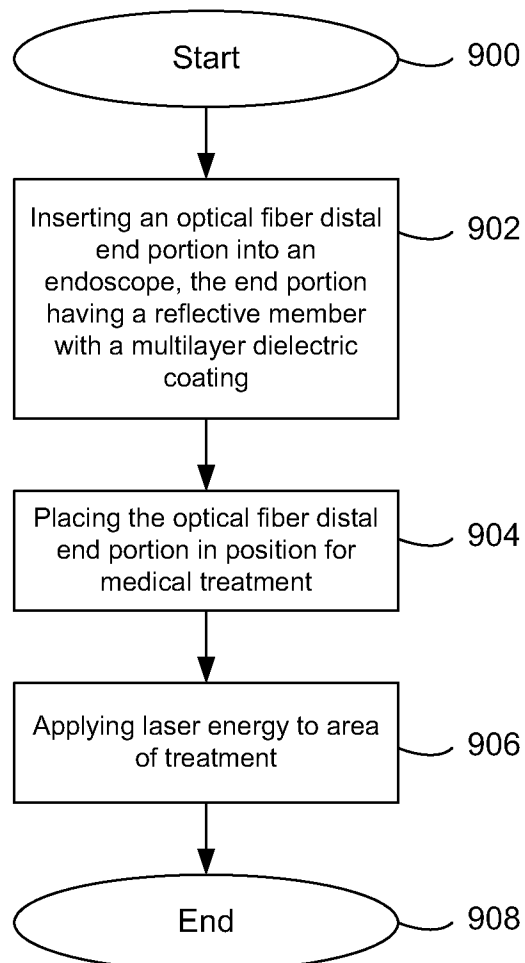 Start
900
Inserting an optical fiber distal
end portion into an
endoscope, the end portion
having a reflective member
with a multilayer dielectric
coating
902
Placing the optical fiber distal
end portion in position for
medical treatment
904
Applying laser energy to area
of treatment
906
End
908